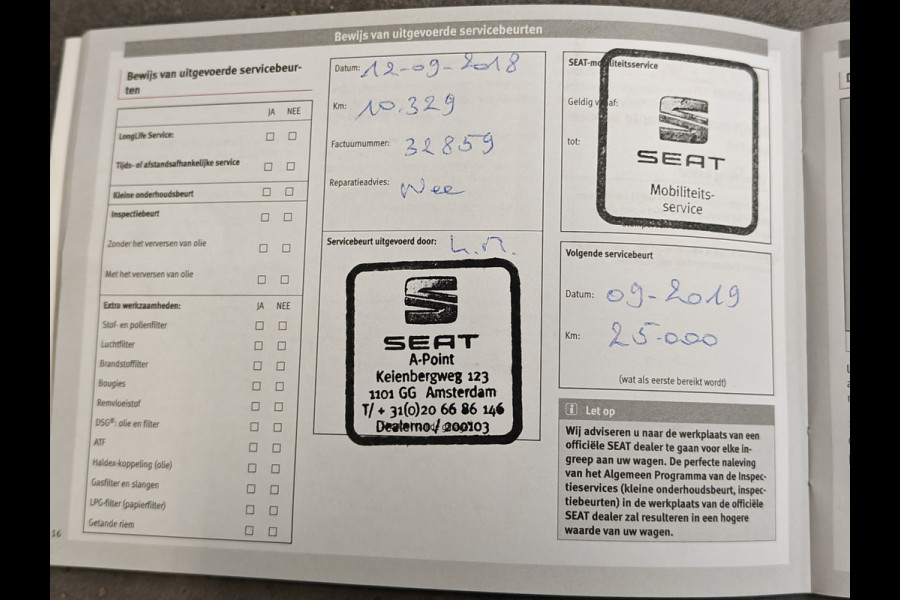 Bewijs van uitgevoerde servicebeurten
Bewijs van uitgevoerde servicebeur-
ten
JA NEE
LongLife Service:
Tijds- of afstandsafhankelijke service
Kleine onderhoudsbeurt
Inspectiebeurt
Zonder het verversen van olie
Met het verversen van olie
Extra werkzaamheden: JA NEE
Stof- en pollenfilter
Luchtfilter
Brandstoffilter
Bougies
Remvloeistof
DSG®: olie en filter
ATF
Haldex-koppeling (olie)
Gasfilter en slangen
LPG-filter (papierfilter)
Getande riem
16
Datum: 12-09-2018
Km: 10.329
Factuurnummer: 32859
Reparatieadvies: Nee
Servicebeurt uitgevoerd door:
SEAT
A-Point
Keienbergweg 123
1101 GG Amsterdam
T/ + 31(0)20 66 86 146
Dealerno / 200103
SEAT-mobiliteitsservice
Geldig vanaf:
tot:
SEAT
Mobiliteits-
service
Volgende servicebeurt
Datum: 09-2019
Km: 25.000
(wat als eerste bereikt wordt)
i Let op
Wij adviseren u naar de werkplaats van een
officiële SEAT dealer te gaan voor elke in-
greep aan uw wagen. De perfecte naleving
van het Algemeen Programma van de Inspec-
tieservices (kleine onderhoudsbeurt, inspec-
tiebeurten) in de werkplaats van de officiële
SEAT dealer zal resulteren in een hogere
waarde van uw wagen.